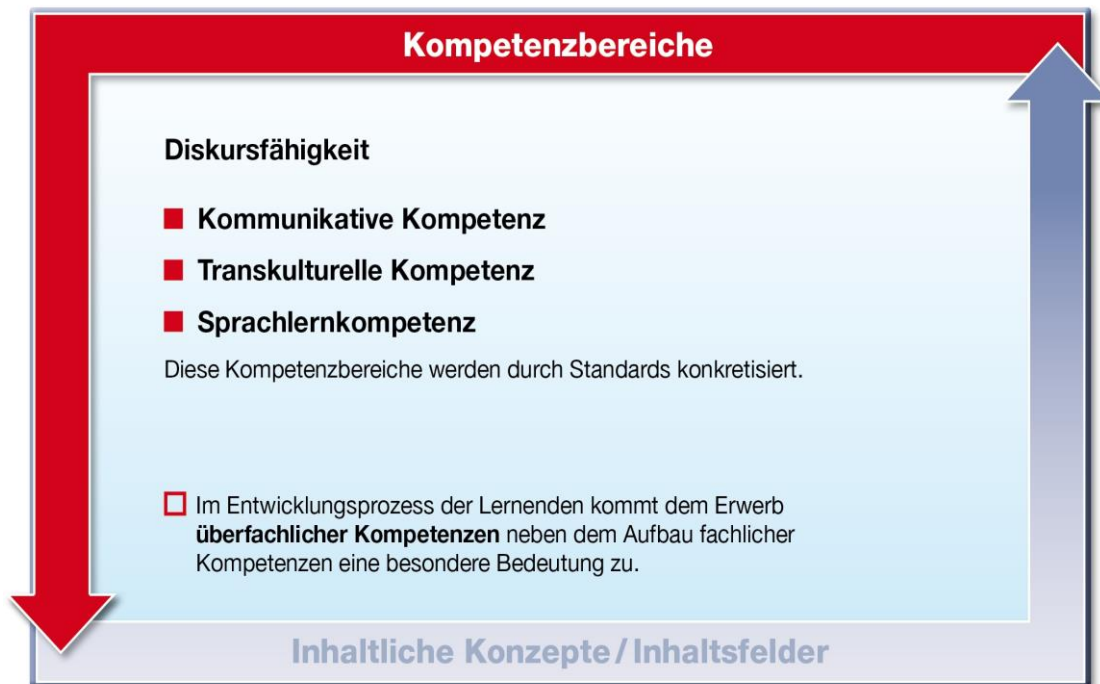 Kompetenzbereiche
Diskursfähigkeit
Kommunikative Kompetenz
Transkulturelle Kompetenz
Sprachlernkompetenz
Diese Kompetenzbereiche werden durch Standards konkretisiert.
Im Entwicklungsprozess der Lernenden kommt dem Erwerb
überfachlicher Kompetenzen neben dem Aufbau fachlicher
Kompetenzen eine besondere Bedeutung zu.
Inhaltliche Konzepte/Inhaltsfelder